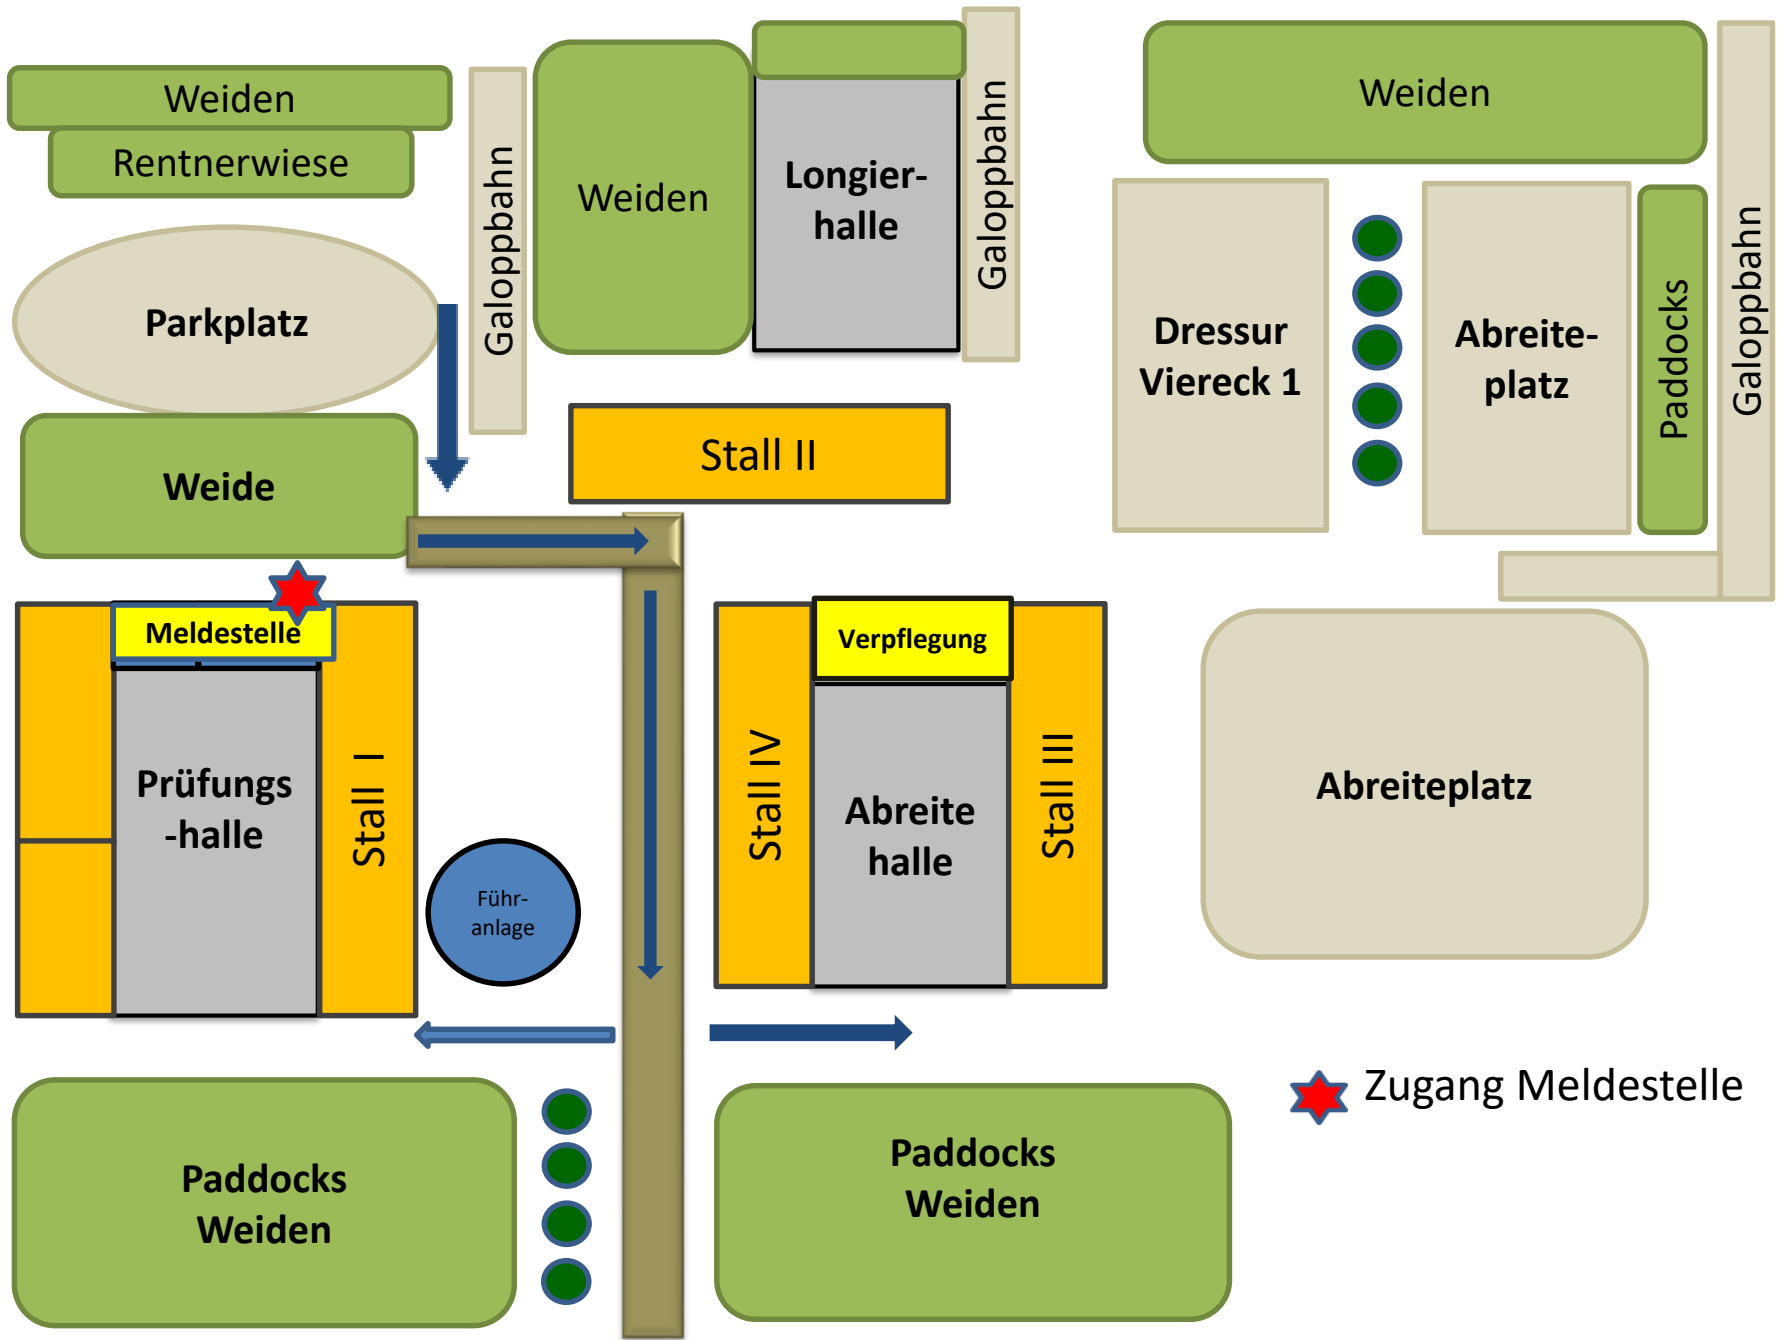 Weiden
Rentnerwiese
Galoppbahn
Weiden
Longier-
halle
Galoppbahn
Weiden
Parkplatz
Dressur
Viereck 1
Abreite-
platz
Paddocks
Galoppbahn
Weide
Stall II
Meldestelle
Verpflegung
Prüfungs
-halle
Stall I
Führ-
anlage
Stall IV
Abreite
halle
Stall III
Abreiteplatz
Zugang Meldestelle
Paddocks
Weiden
Paddocks
Weiden